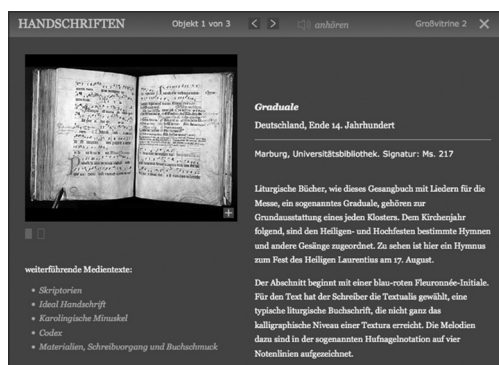 HANDSCHRIFTEN
Objekt 1 von 3
anhören
Großvitrine 2
Graduale
Deutschland, Ende 14. Jahrhundert
Marburg, Universitätsbibliothek. Signatur: Ms. 217
Liturgische Bücher, wie dieses Gesangbuch mit Liedern für die
Messe, ein sogenanntes Graduale, gehören zur
Grundausstattung eines jeden Klosters. Dem Kirchenjahr
folgend, sind den Heiligen- und Hochfesten bestimmte Hymnen
und andere Gesänge zugeordnet. Zu sehen ist hier ein Hymnus
zum Fest des Heiligen Laurentius am 17. August.
Der Abschnitt beginnt mit einer blau-roten Fleuronnée-Initiale.
Für den Text hat der Schreiber die Textualis gewählt, eine
typische liturgische Buchschrift, die nicht ganz das
kalligraphische Niveau einer Textura erreicht. Die Melodien
dazu sind in der sogenannten Hufnagelnotation auf vier
Notenlinien aufgezeichnet.
weiterführende Medientexte:
Skriptorien
Ideal Handschrift
Karolingische Minuskel
Codex
Materialien, Schreibvorgang und Buchschmuck